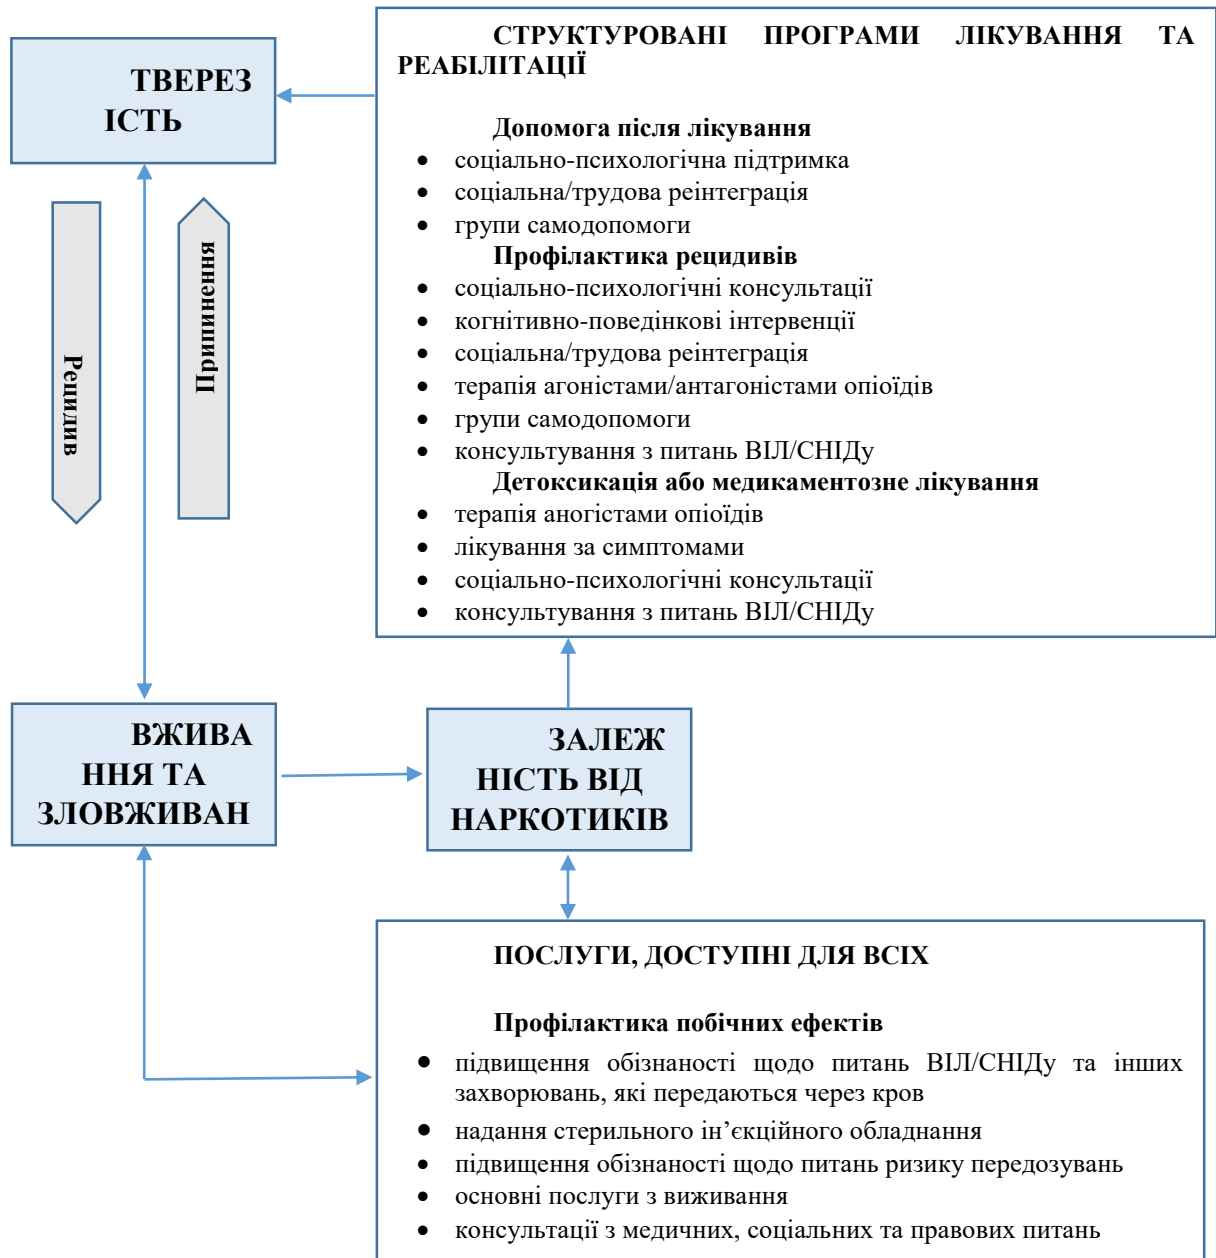 ТВЕРЕЗ
ІСТЬ
СТРУКТУРОВАНІ ПРОГРАМИ ЛІКУВАННЯ ТА
РЕАБІЛІТАЦІЇ
Допомога після лікування
• соціально-психологічна підтримка
• соціальна/трудова реінтеграція
• групи самодопомоги
Профілактика рецидивів
• соціально-психологічні консультації
• когнітивно-поведінкові інтервенції
• соціальна/трудова реінтеграція
• терапія агоністами/антагоністами опіоїдів
• групи самодопомоги
• консультування з питань ВІЛ/СНІДу
Детоксикація або медикаментозне лікування
• терапія аногістами опіоїдів
• лікування за симптомами
• соціально-психологічні консультації
• консультування з питань ВІЛ/СНІДу
Рецидив
Припинення
ВЖИВА
ННЯ ТА
ЗЛОВЖИВАН
ЗАЛЕЖ
НІСТЬ ВІД
НАРКОТИКІВ
ПОСЛУГИ, ДОСТУПНІ ДЛЯ ВСІХ
Профілактика побічних ефектів
• підвищення обізнаності щодо питань ВІЛ/СНІДу та інших
захворювань, які передаються через кров
• надання стерильного ін’єкційного обладнання
• підвищення обізнаності щодо питань ризику передозувань
• основні послуги з виживання
• консультації з медичних, соціальних та правових питань